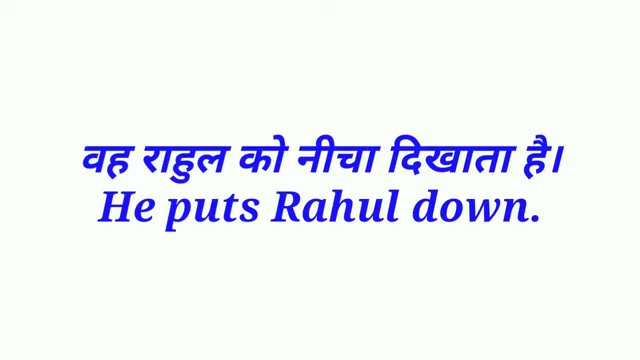 वह राहुल को नीचा दिखाता है।
He puts Rahul down.